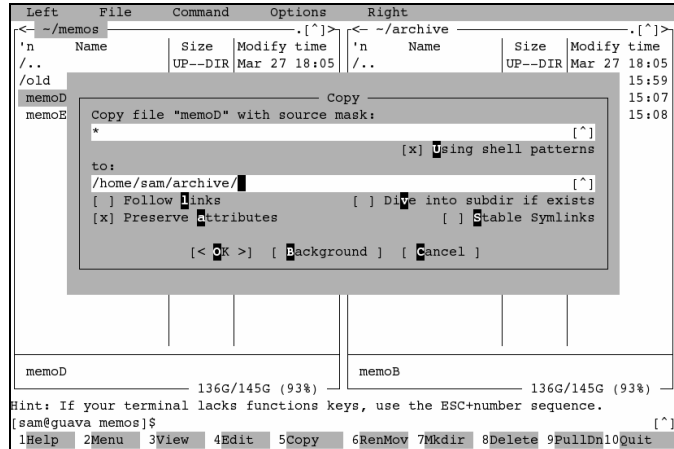 Left File Command Options Right
<- ~/memos .[^]> <- ~/archive .[^]>
'n Name Size Modify time 'n Name Size Modify time
/.. UP--DIR Mar 27 18:05 /.. UP--DIR Mar 27 18:05
/old 15:59
memoD Copy 15:07
memoE Copy file "memoD" with source mask: 15:08
* [^]
[x] Using shell patterns
to:
/home/sam/archive/ [^]
[ ] Follow links [ ] Dive into subdir if exists
[x] Preserve attributes [ ] Stable Symlinks
[< OK >] [ Background ] [ Cancel ]
memoD memoB
136G/145G (93%) 136G/145G (93%)
Hint: If your terminal lacks functions keys, use the ESC+number sequence.
[sam@guava memos]$ [^]
1Help 2Menu 3View 4Edit 5Copy 6RenMov 7Mkdir 8Delete 9PullDn 10Quit